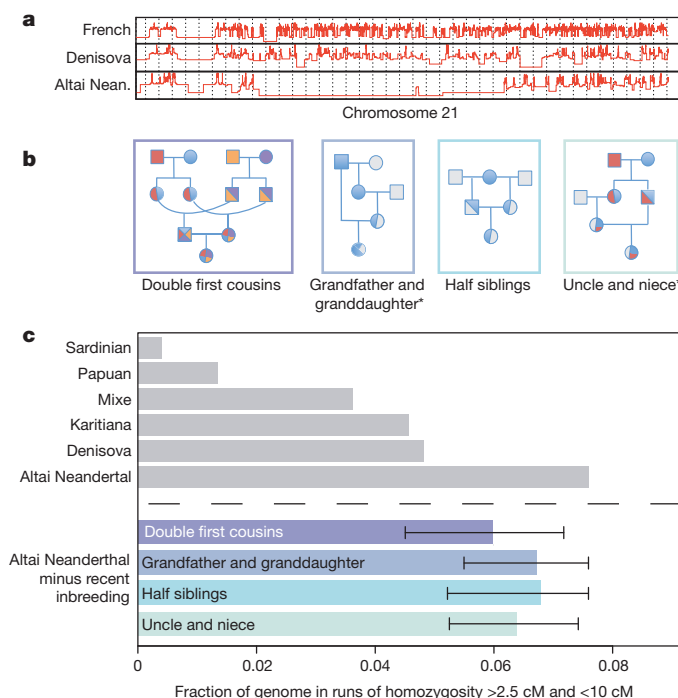 a
French
Denisova
Altai Nean.
Chromosome 21
b
Double first cousins
Grandfather and
granddaughter*
Half siblings
Uncle and niece*
c
Sardinian
Papuan
Mixe
Karitiana
Denisova
Altai Neandertal
Altai Neanderthal
minus recent
inbreeding
Double first cousins
Grandfather and granddaughter
Half siblings
Uncle and niece
0 0.02 0.04 0.06 0.08
Fraction of genome in runs of homozygosity >2.5 cM and <10 cM